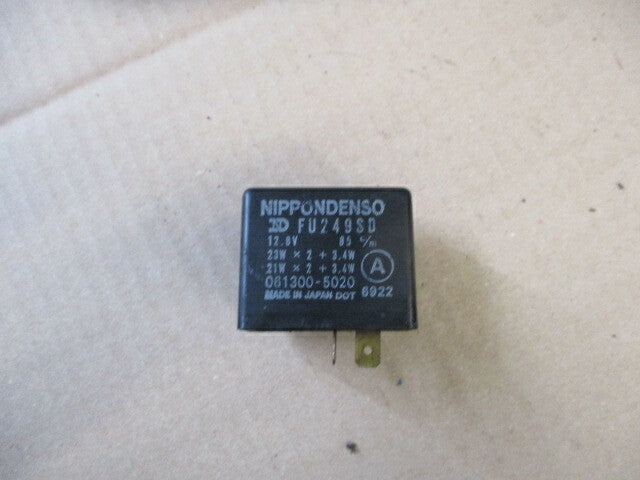 NIPPONDENSO
ND FU249SD
12.8V 85 c/m
23W × 2 + 3.4W
21W × 2 + 3.4W
A
061300-5020
MADE IN JAPAN DOT 6922